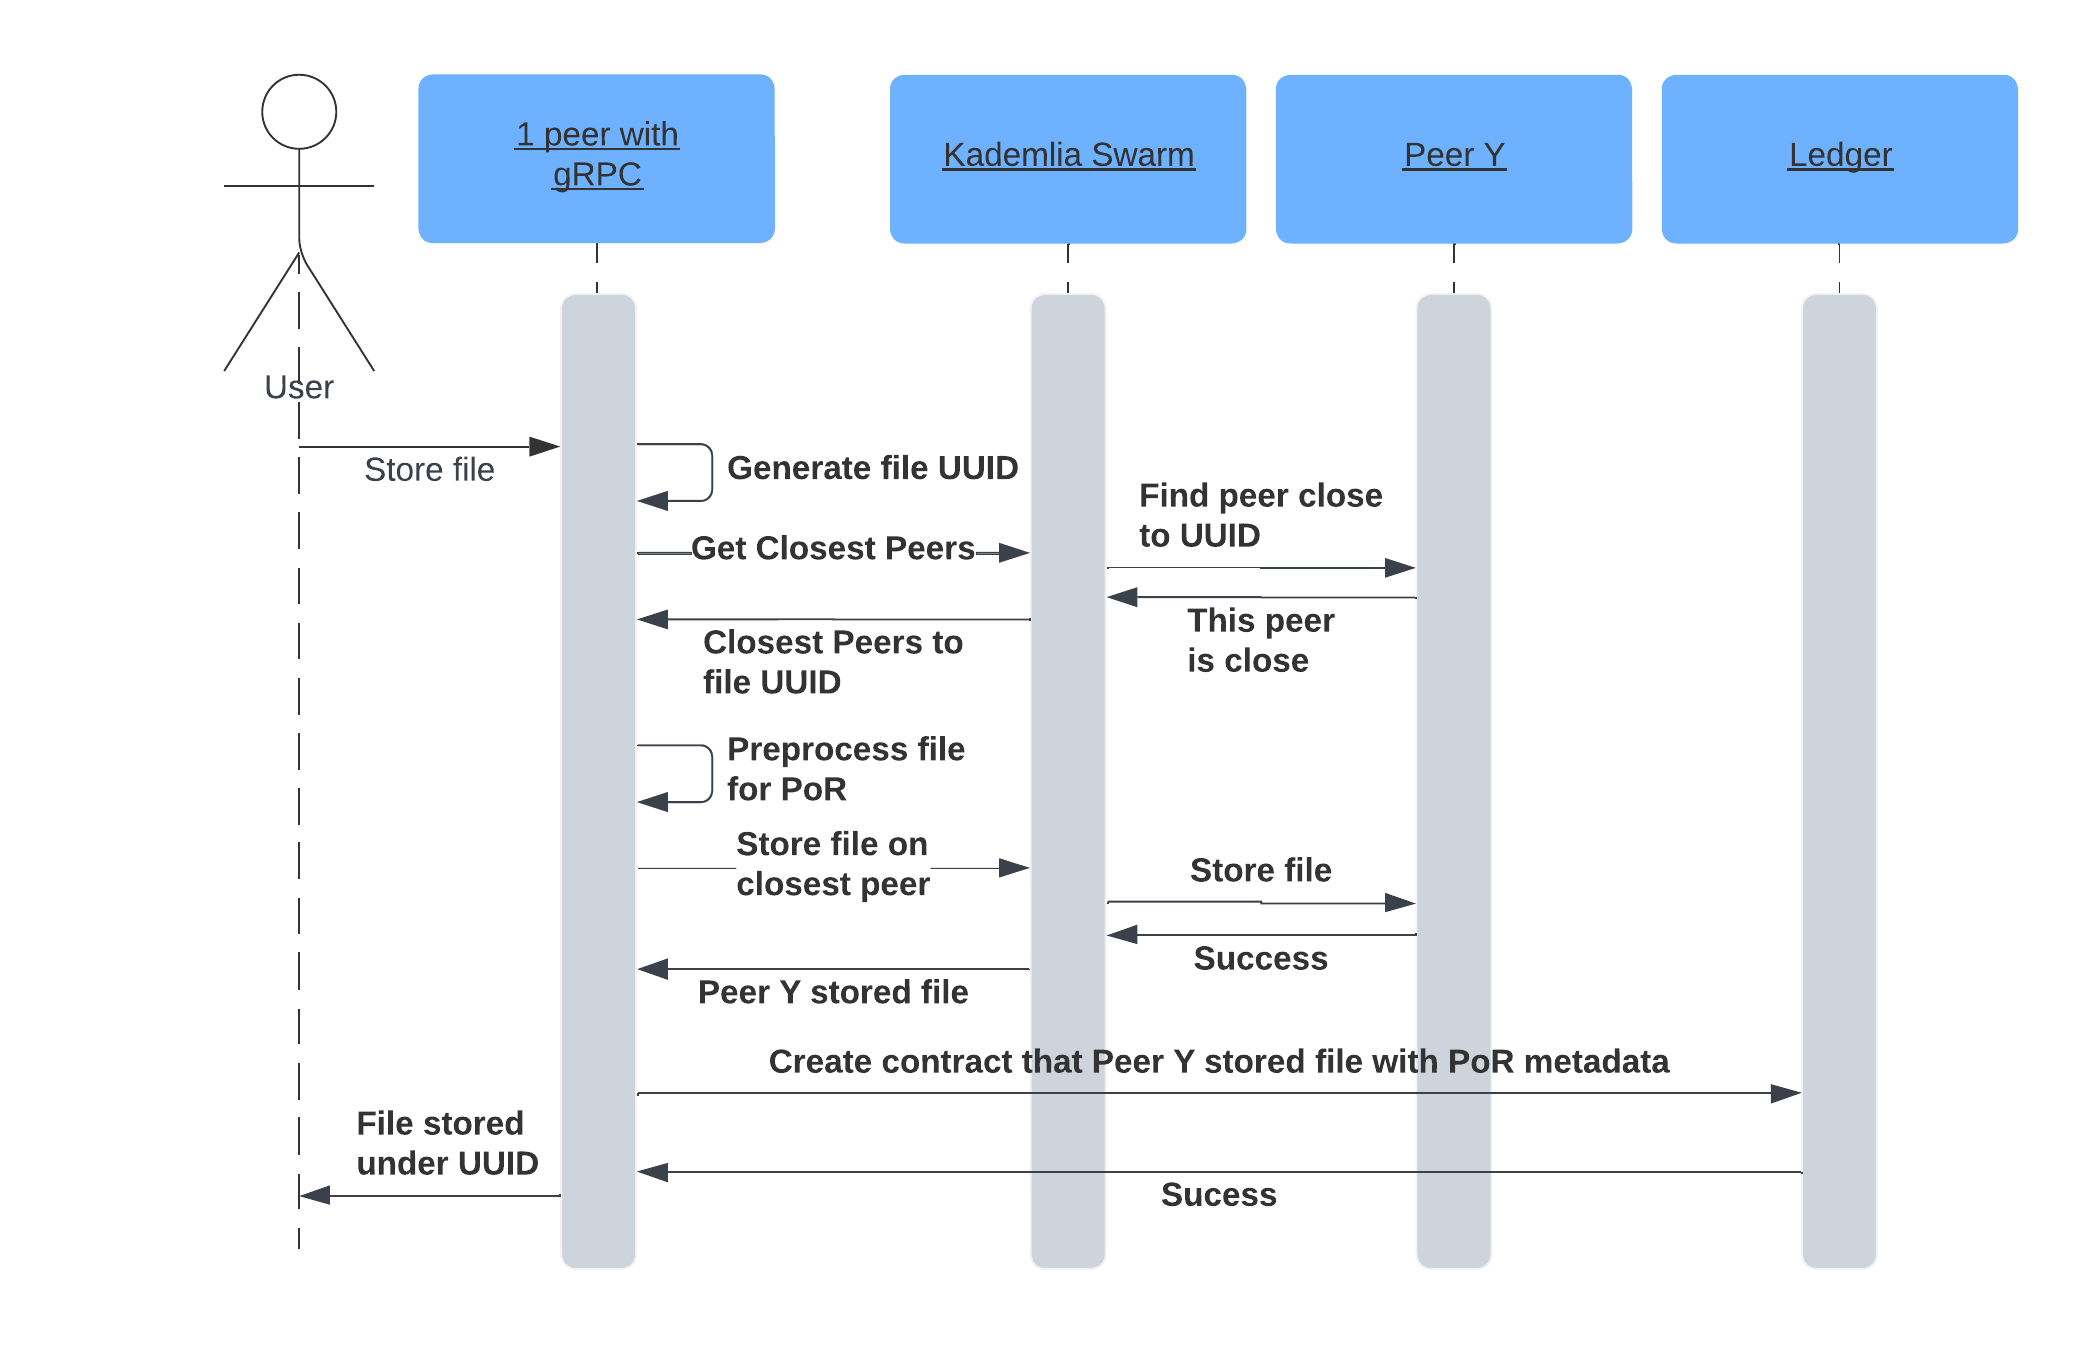 1 peer with
gRPC
Kademlia Swarm
Peer Y
Ledger
User
Store file
Generate file UUID
Find peer close
to UUID
Get Closest Peers
This peer
is close
Closest Peers to
file UUID
Preprocess file
for PoR
Store file on
closest peer
Store file
Success
Peer Y stored file
Create contract that Peer Y stored file with PoR metadata
File stored
under UUID
Sucess